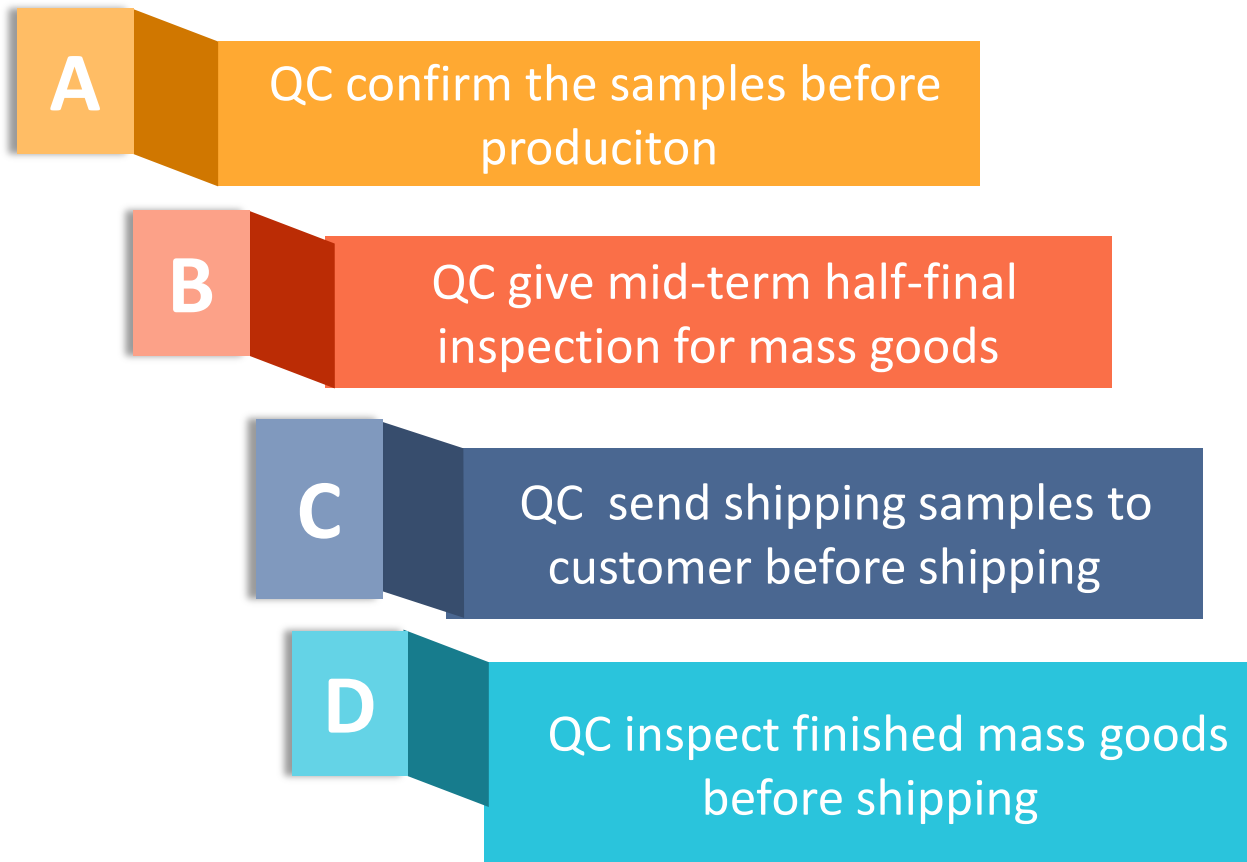 A
QC confirm the samples before
produciton
B
QC give mid-term half-final
inspection for mass goods
C
QC  send shipping samples to
customer before shipping
D
QC inspect finished mass goods
before shipping